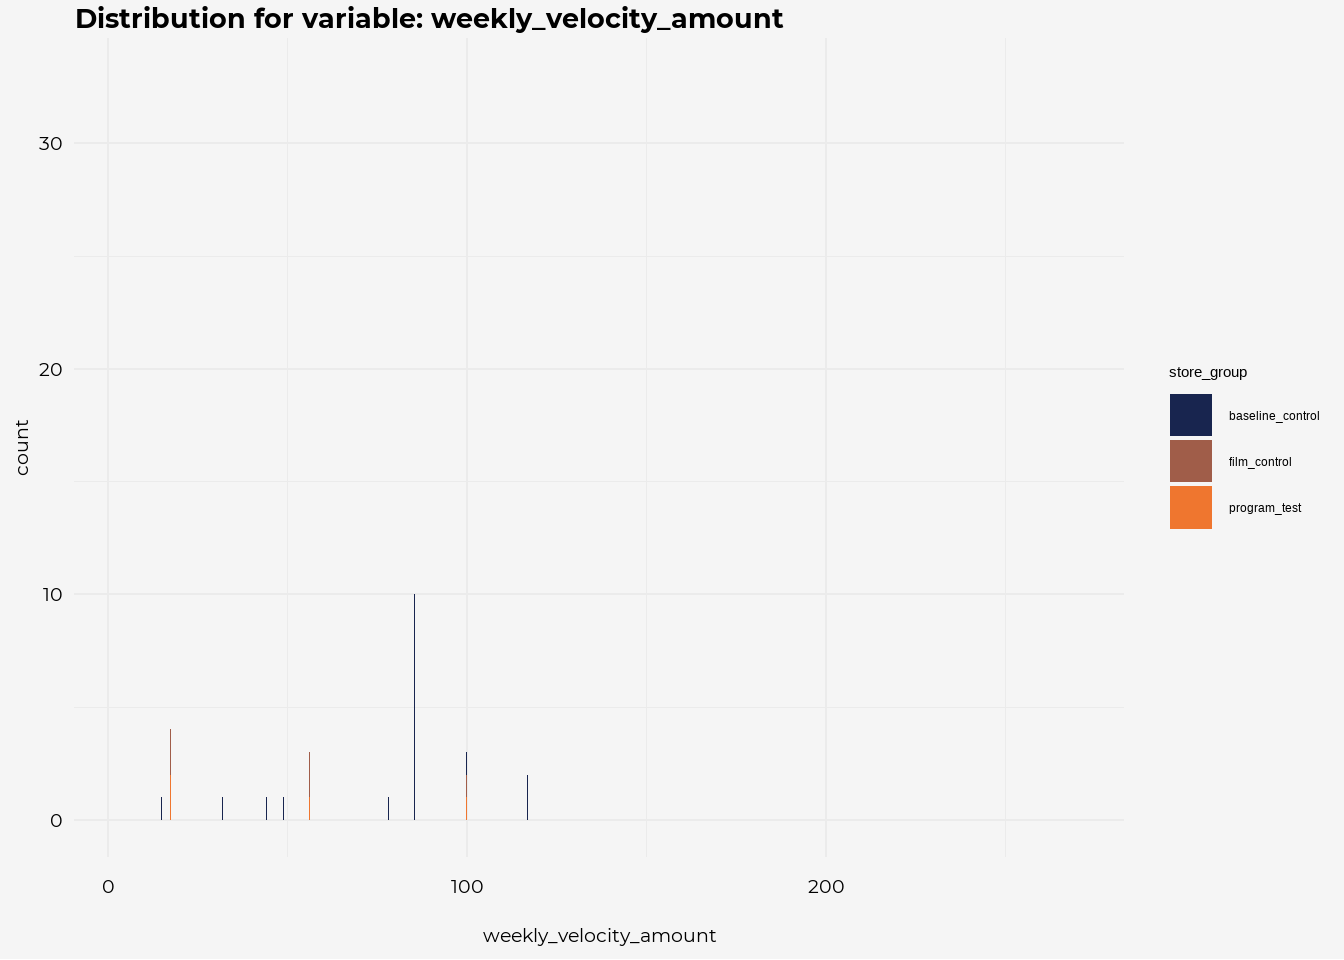 Distribution for variable: weekly_velocity_amount
30
20
10
0
count
0
100
200
weekly_velocity_amount
store_group
baseline_control
film_control
program_test